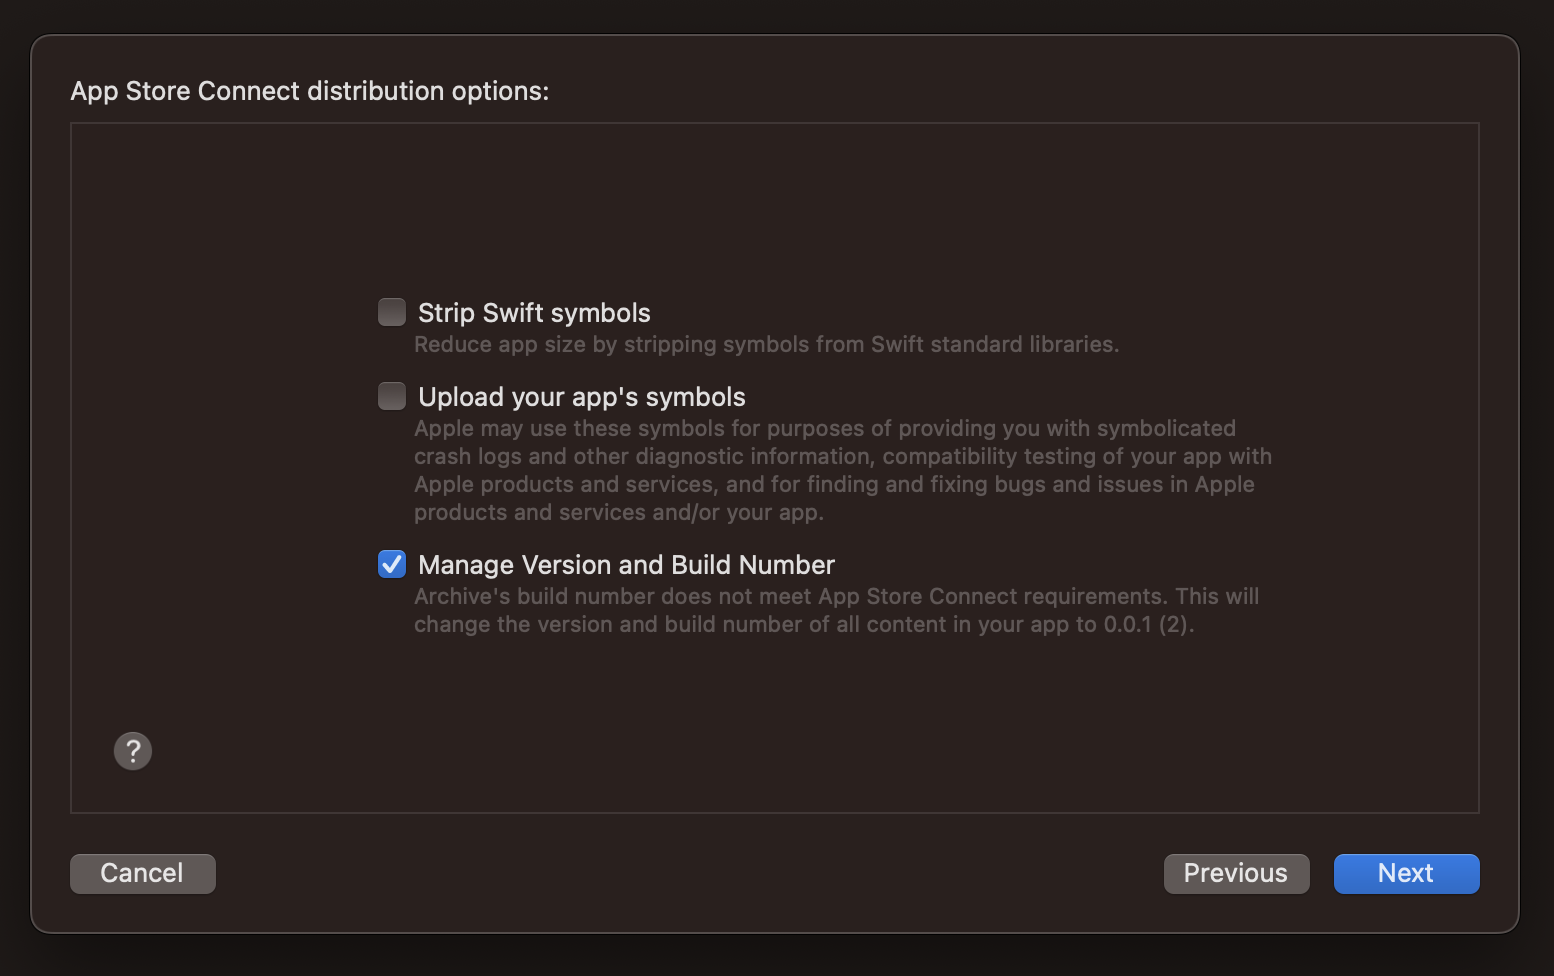 App Store Connect distribution options:
Strip Swift symbols
Reduce app size by stripping symbols from Swift standard libraries.
Upload your app's symbols
Apple may use these symbols for purposes of providing you with symbolicated
crash logs and other diagnostic information, compatibility testing of your app with
Apple products and services, and for finding and fixing bugs and issues in Apple
products and services and/or your app.
Manage Version and Build Number
Archive's build number does not meet App Store Connect requirements. This will
change the version and build number of all content in your app to 0.0.1 (2).
?
Cancel
Previous
Next